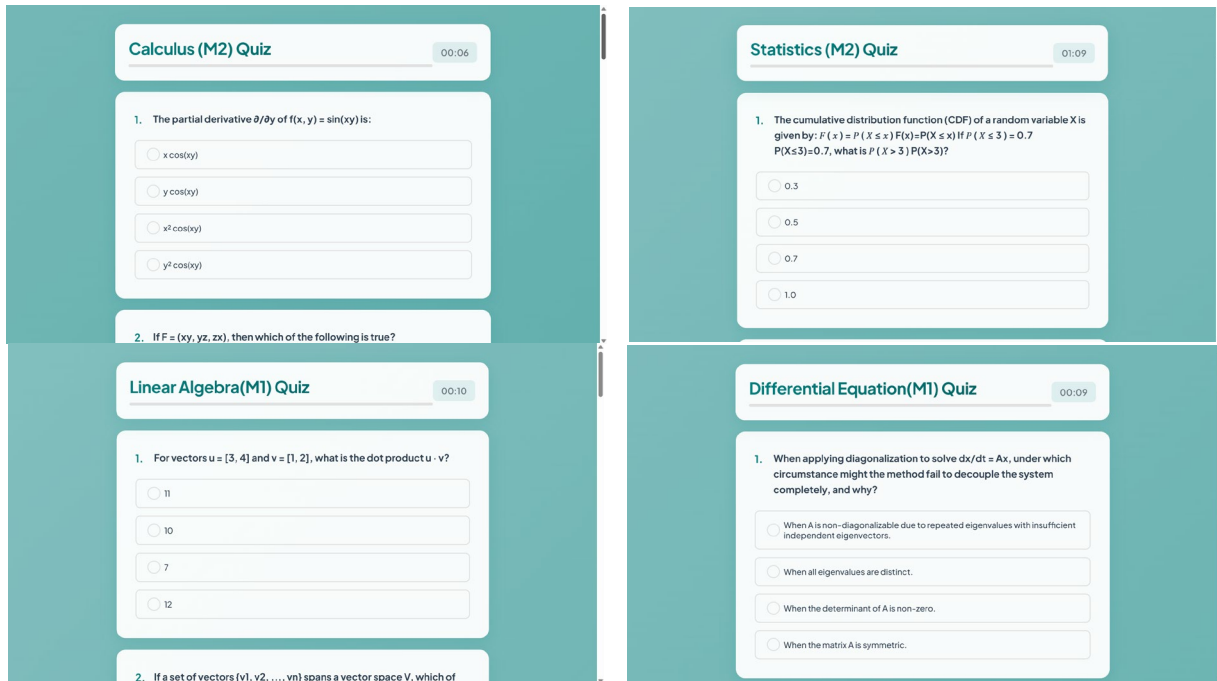 Calculus (M2) Quiz
00:06
1. The partial derivative ∂/∂y of f(x, y) = sin(xy) is:
x cos(xy)
y cos(xy)
x² cos(xy)
y² cos(xy)
2. If F = (xy, yz, zx), then which of the following is true?
Statistics (M2) Quiz
01:09
1. The cumulative distribution function (CDF) of a random variable X is
given by: F ( x ) = P ( X ≤ x ) F(x)=P(X ≤ x) If P ( X ≤ 3 ) = 0.7
P(X≤3)=0.7, what is P ( X > 3 ) P(X>3)?
0.3
0.5
0.7
1.0
Linear Algebra(M1) Quiz
00:10
1. For vectors u = [3, 4] and v = [1, 2], what is the dot product u · v?
11
10
7
12
2. If a set of vectors {v1, v2, ..., vn} spans a vector space V, which of
Differential Equation(M1) Quiz
00:09
1. When applying diagonalization to solve dx/dt = Ax, under which
circumstance might the method fail to decouple the system
completely, and why?
When A is non-diagonalizable due to repeated eigenvalues with insufficient
independent eigenvectors.
When all eigenvalues are distinct.
When the determinant of A is non-zero.
When the matrix A is symmetric.